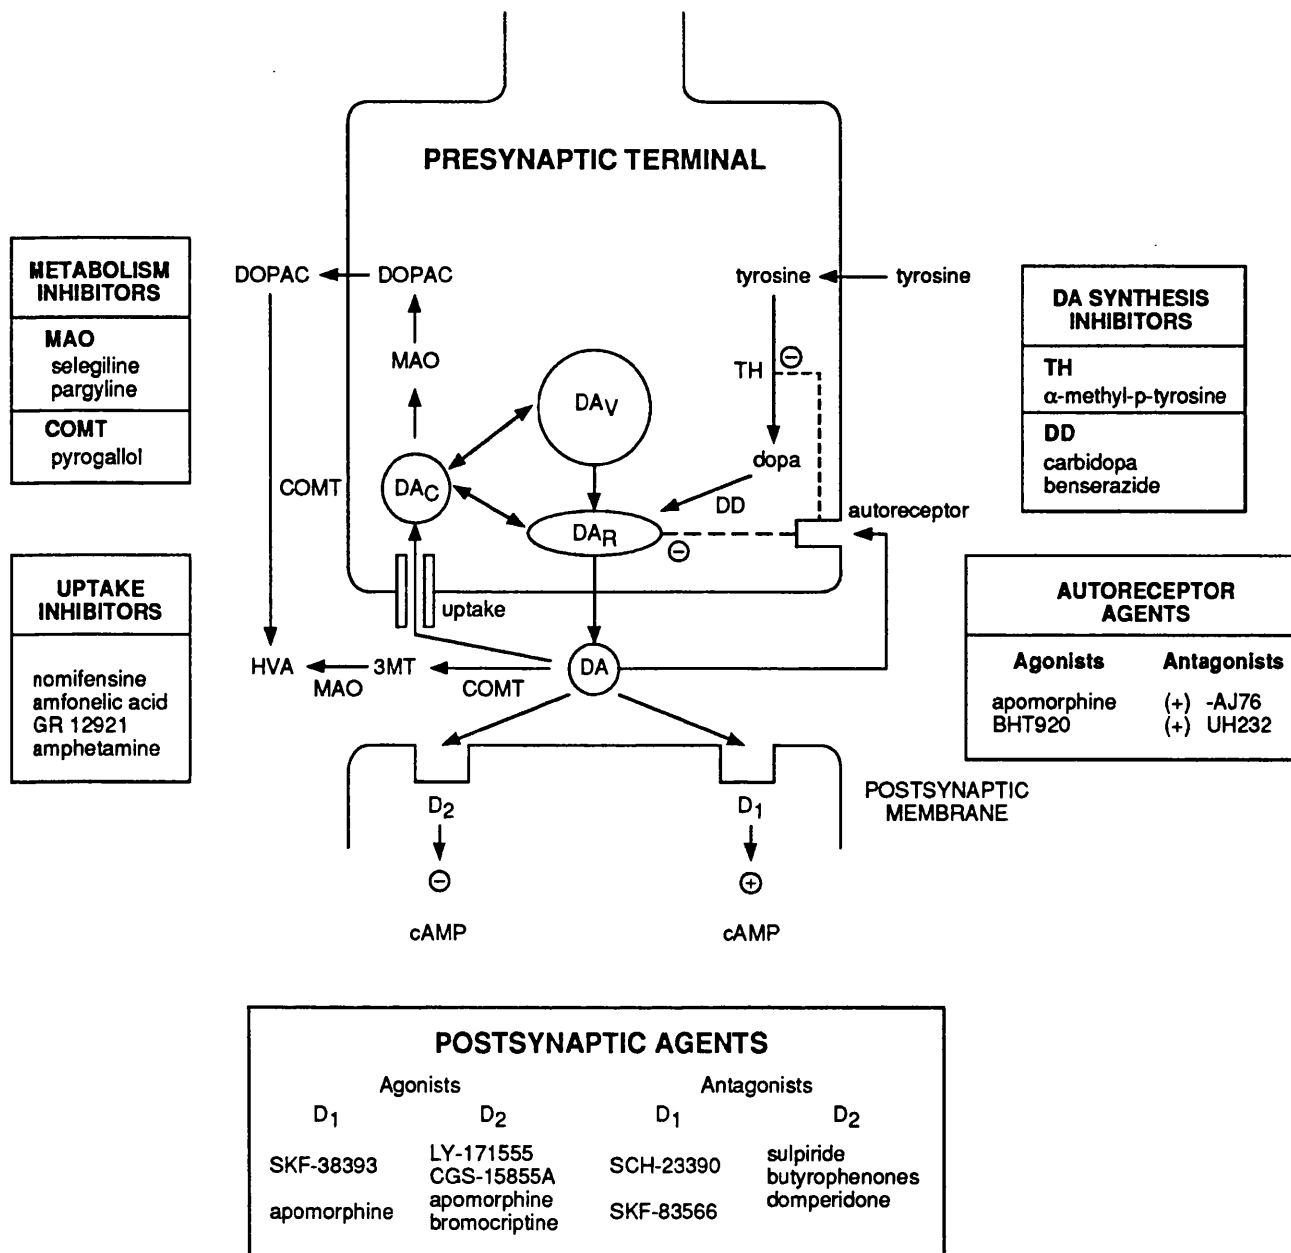 PRESYNAPTIC TERMINAL
METABOLISM
INHIBITORS
MAO
selegiline
pargyline
COMT
pyrogallol
UPTAKE
INHIBITORS
nomifensine
amfonelic acid
GR 12921
amphetamine
DOPAC
DOPAC
MAO
COMT
DAC
DAV
DAR
uptake
tyrosine
tyrosine
TH
⊖
dopa
DD
⊖
autoreceptor
HVA
MAO
3MT
COMT
DA
D2
⊖
cAMP
D1
⊕
cAMP
POSTSYNAPTIC
MEMBRANE
DA SYNTHESIS
INHIBITORS
TH
α-methyl-p-tyrosine
DD
carbidopa
benserazide
AUTORECEPTOR
AGENTS
Agonists Antagonists
apomorphine (+) -AJ76
BHT920 (+) UH232
POSTSYNAPTIC AGENTS
Agonists Antagonists
D1 D2 D1 D2
SKF-38393
apomorphine
LY-171555
CGS-15855A
apomorphine
bromocriptine
SCH-23390
SKF-83566
sulpiride
butyrophenones
domperidone